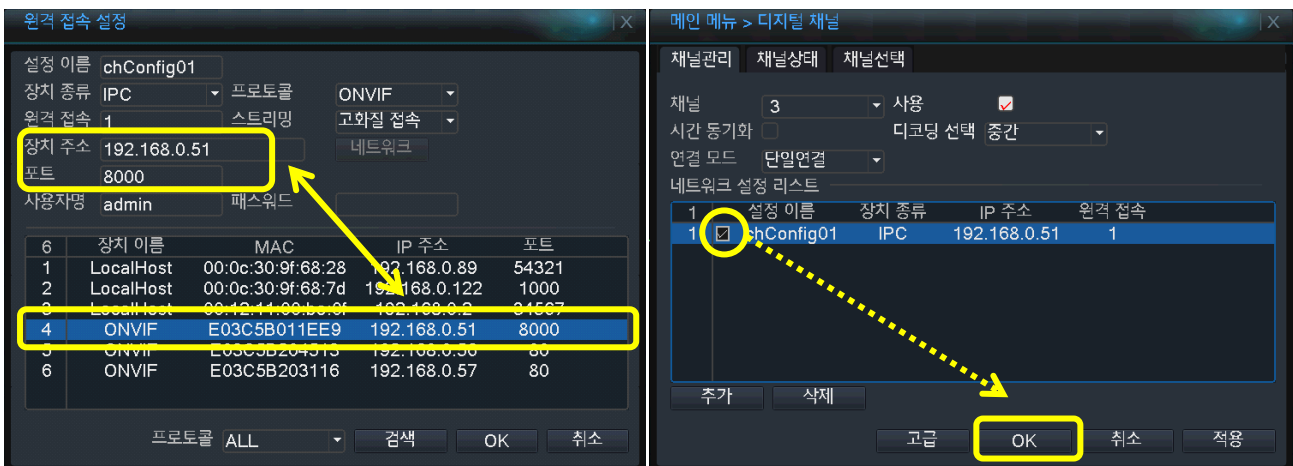 원격 접속 설정
X
설정 이름 chConfig01
장치 종류 IPC 프로토콜 ONVIF
원격 접속 1 스트리밍 고화질 접속
장치 주소 192.168.0.51 네트워크
포트 8000
사용자명 admin 패스워드
6 장치 이름 MAC IP 주소 포트
1 LocalHost 00:0c:30:9f:68:28 192.168.0.89 54321
2 LocalHost 00:0c:30:9f:68:7d 192.168.0.122 1000
3 LocalHost 192.168.0.2
4 ONVIF E03C5B011EE9 192.168.0.51 8000
5 ONVIF 80
6 ONVIF E03C5B203116 192.168.0.57 80
프로토콜 ALL 검색 OK 취소
메인 메뉴 > 디지털 채널
X
채널관리 채널상태 채널선택
채널 3 사용
시간 동기화 디코딩 선택 중간
연결 모드 단일연결
네트워크 설정 리스트
1 설정 이름 장치 종류 IP 주소 원격 접속
1 chConfig01 IPC 192.168.0.51 1
추가 삭제
고급 OK 취소 적용